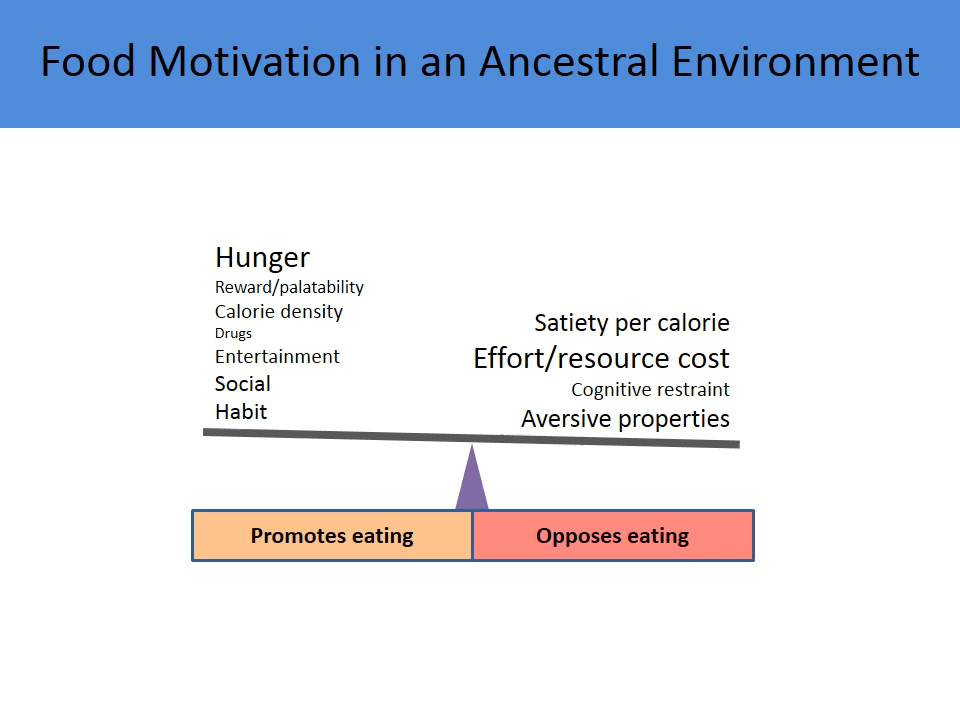 Food Motivation in an Ancestral Environment
Hunger
Reward/palatability
Calorie density
Drugs
Entertainment
Social
Habit
Satiety per calorie
Effort/resource cost
Cognitive restraint
Aversive properties
Promotes eating
Opposes eating